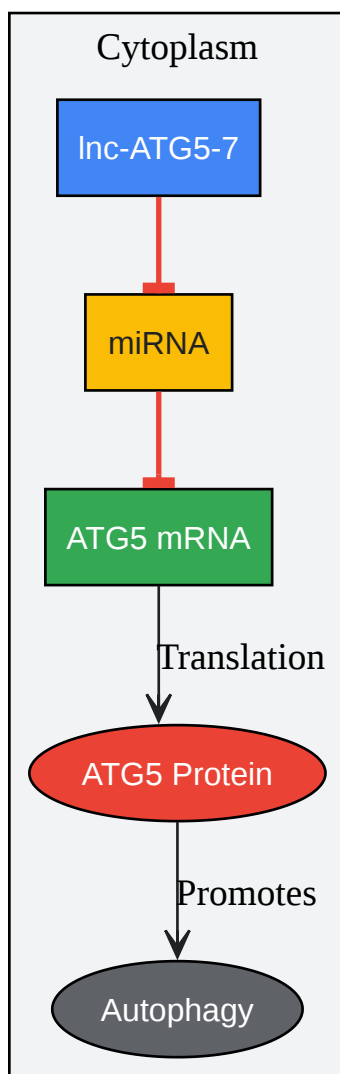 Cytoplasm
lnc-ATG5-7
miRNA
ATG5 mRNA
Translation
ATG5 Protein
Promotes
Autophagy